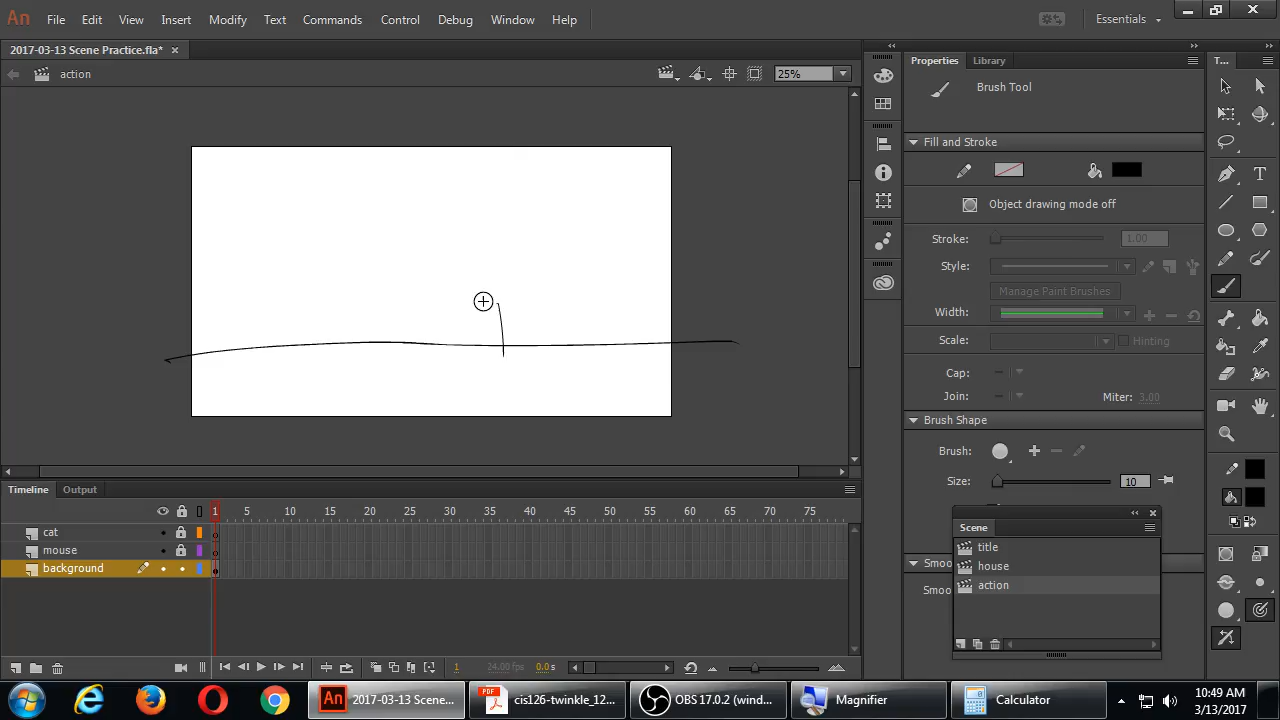 An File Edit View Insert Modify Text Commands Control Debug Window Help Essentials
2017-03-13 Scene Practice.fla* ×
action 25%
Properties Library T...
Brush Tool
Fill and Stroke
Object drawing mode off
Stroke: 1.00
Style:
Manage Paint Brushes
Width:
Scale: Hinting
Cap:
Join: Miter: 3.00
Brush Shape
Brush:
Size: 10
Scene
title
house
action
Smoo
Smoo
Timeline Output
1 5 10 15 20 25 30 35 40 45 50 55 60 65 70 75
cat
mouse
background
1 24.00 fps 0.0 s
2017-03-13 Scene... cis126-twinkle_12... OBS 17.0.2 (wind... Magnifier Calculator
10:49 AM
3/13/2017